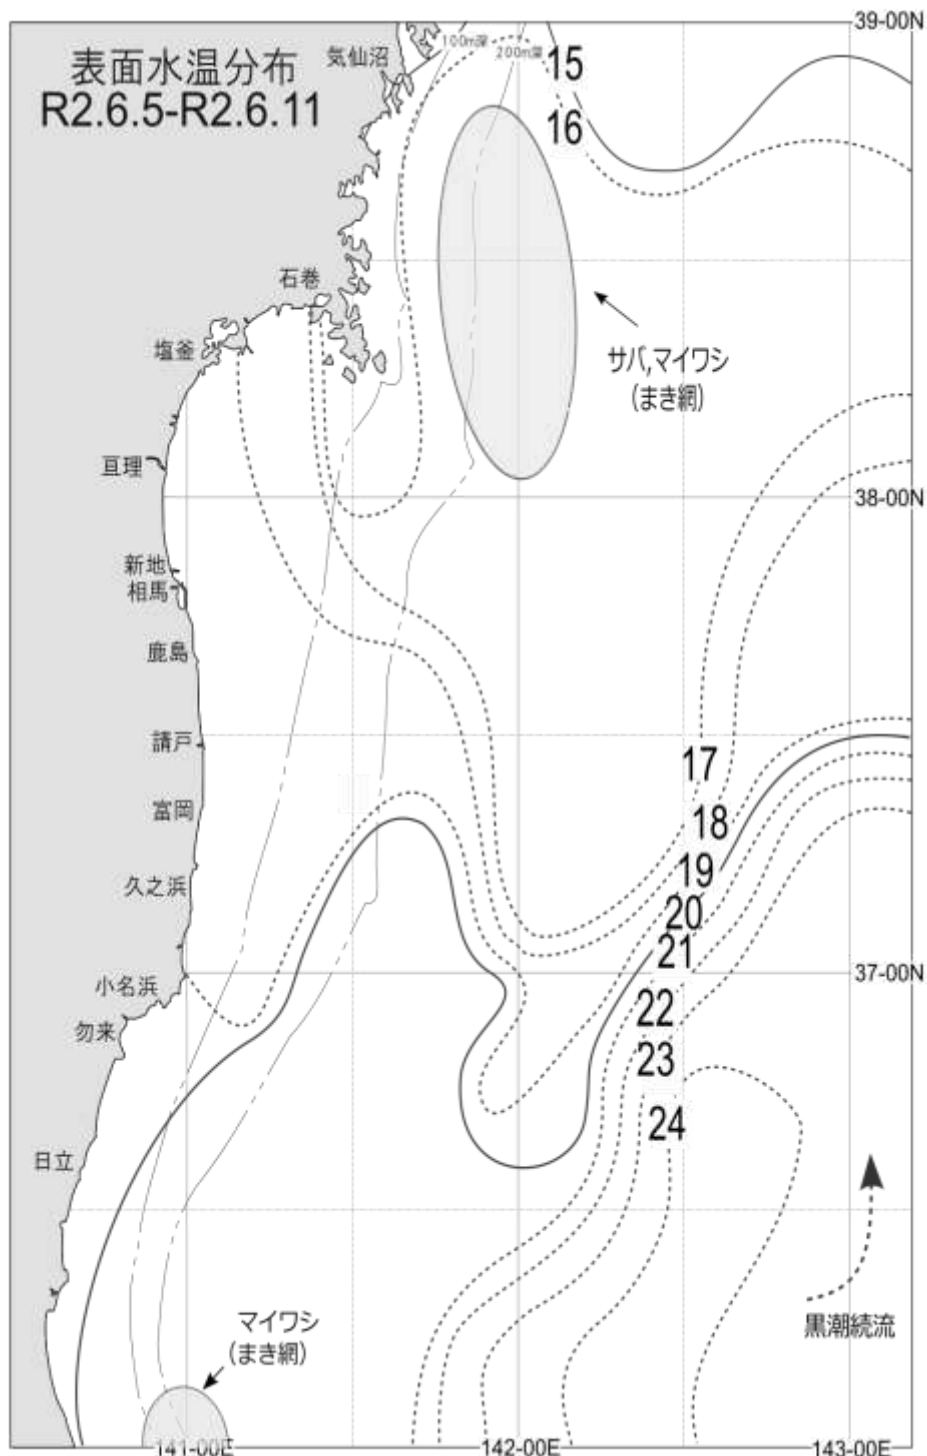 表面水温分布
R2.6.5-R2.6.11
39-00N
気仙沼
100m深
200m深
15
16
石巻
塩釜
サバ,マイワシ
(まき網)
亘理
38-00N
新地
相馬
鹿島
請戸
富岡
久之浜
17
18
19
20
21
37-00N
小名浜
勿来
22
23
24
日立
黒潮続流
マイワシ
(まき網)
141-00E
142-00E
143-00E